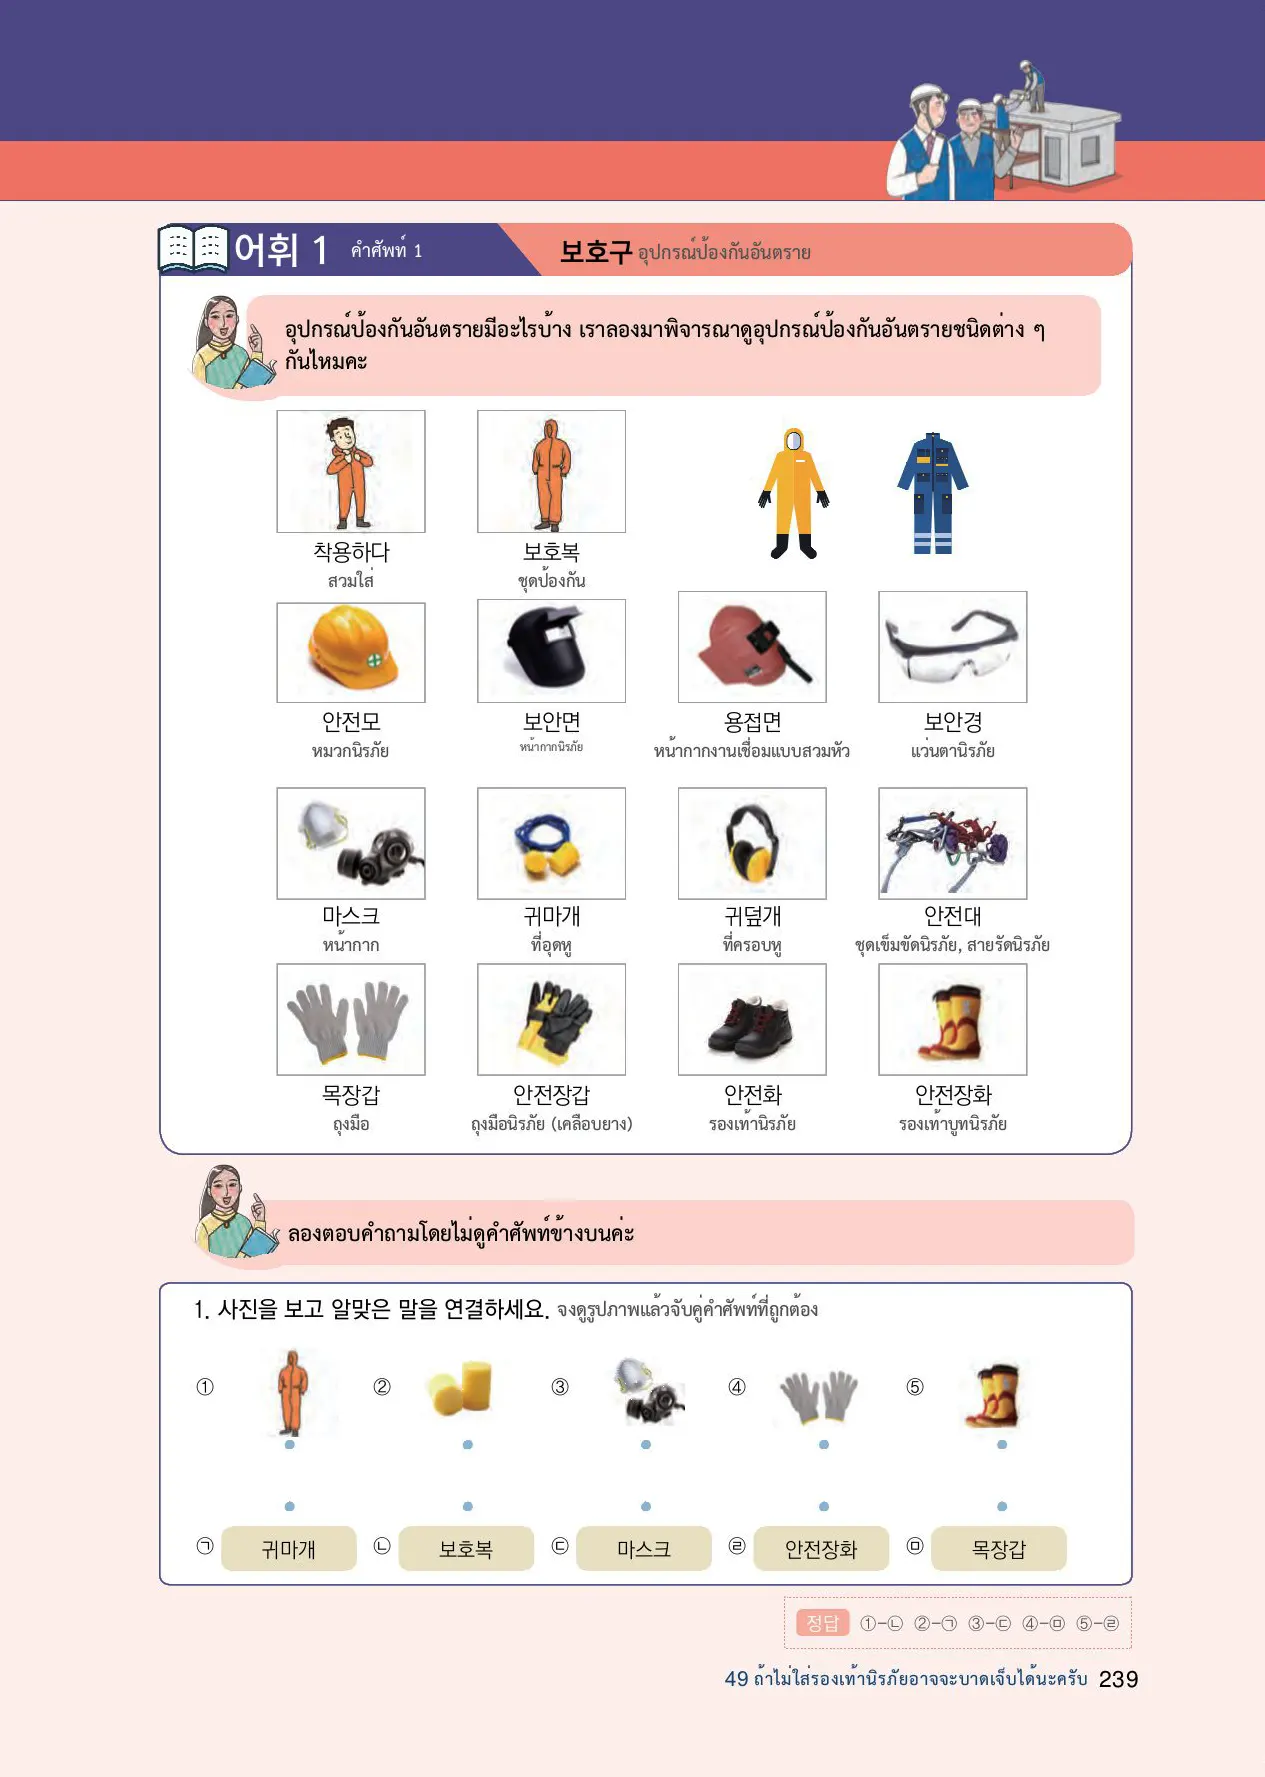 어휘 1 คำศัพท์ 1 보호구 อุปกรณ์ป้องกันอันตราย
อุปกรณ์ป้องกันอันตรายมีอะไรบ้าง เราลองมาพิจารณาดูอุปกรณ์ป้องกันอันตรายชนิดต่าง ๆ
กันไหมคะ
착용하다 보호복
สวมใส่ ชุดป้องกัน
안전모 보안면 용접면 보안경
หมวกนิรภัย หน้ากากนิรภัย หน้ากากงานเชื่อมแบบสวมหัว แว่นตานิรภัย
마스크 귀마개 귀덮개 안전대
หน้ากาก ที่อุดหู ที่ครอบหู ชุดเข็มขัดนิรภัย, สายรัดนิรภัย
목장갑 안전장갑 안전화 안전장화
ถุงมือ ถุงมือนิรภัย (เคลือบยาง) รองเท้านิรภัย รองเท้าบูทนิรภัย
ลองตอบคำถามโดยไม่ดูคำศัพท์ข้างบนค่ะ
1. 사진을 보고 알맞은 말을 연결하세요. จงดูรูปภาพแล้วจับคู่คำศัพท์ที่ถูกต้อง
① ② ③ ④ ⑤
㉠ 귀마개 ㉡ 보호복 ㉢ 마스크 ㉣ 안전장화 ㉤ 목장갑
정답 ①-㉡ ②-㉠ ③-㉢ ④-㉤ ⑤-㉣
49 ถ้าไม่ใส่รองเท้านิรภัยอาจจะบาดเจ็บได้นะครับ 239